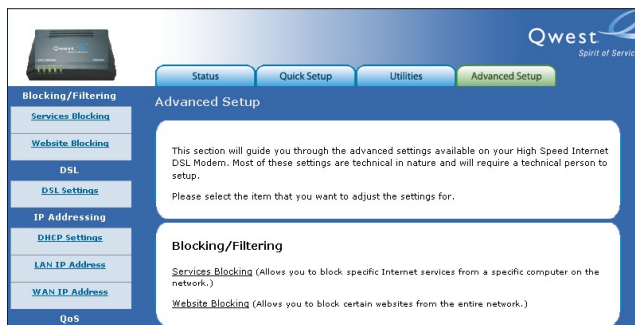 Qwest
Spirit of Service
Status
Quick Setup
Utilities
Advanced Setup
Blocking/Filtering
Services Blocking
Website Blocking
DSL
DSL Settings
IP Addressing
DHCP Settings
LAN IP Address
WAN IP Address
QoS
Advanced Setup
This section will guide you through the advanced settings available on your High Speed Internet
DSL Modem. Most of these settings are technical in nature and will require a technical person to
setup.
Please select the item that you want to adjust the settings for.
Blocking/Filtering
Services Blocking (Allows you to block specific Internet services from a specific computer on the
network.)
Website Blocking (Allows you to block certain websites from the entire network.)